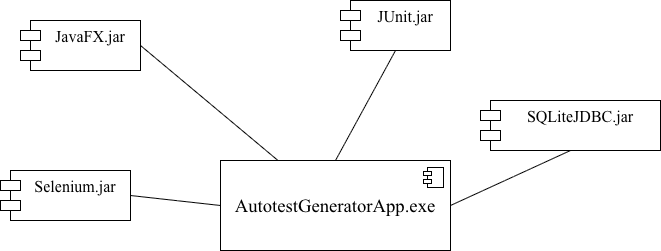 JavaFX.jar
JUnit.jar
SQLiteJDBC.jar
Selenium.jar
AutotestGeneratorApp.exe